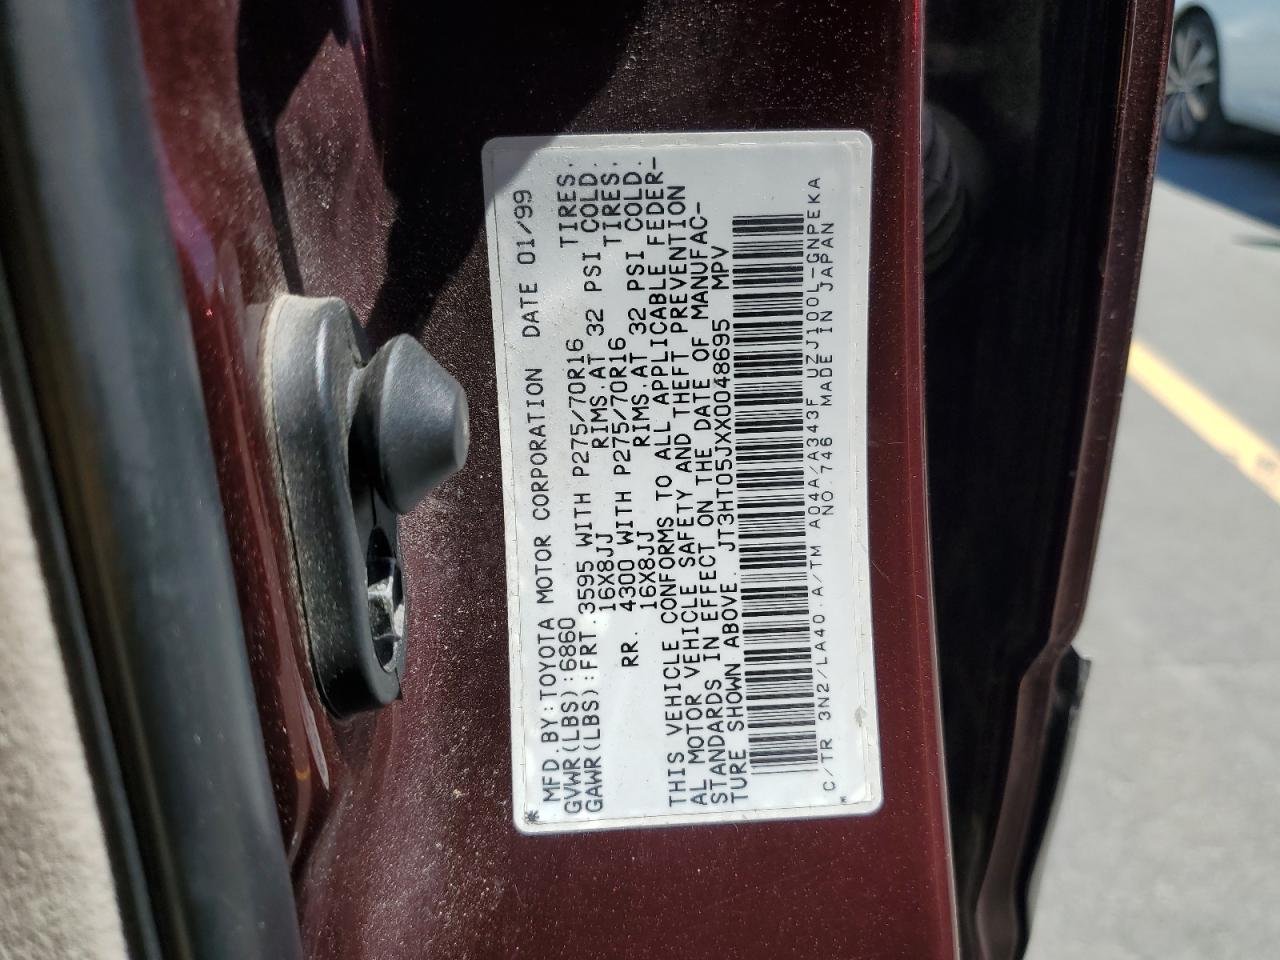 MFD.BY:TOYOTA MOTOR CORPORATION DATE 01/99
GVWR(LBS):6860
GAWR(LBS):FRT.3595 WITH P275/70R16 TIRES.
16X8JJ RIMS.AT 32 PSI COLD.
RR. 4300 WITH P275/70R16 TIRES.
16X8JJ RIMS.AT 32 PSI COLD.
THIS VEHICLE CONFORMS TO ALL APPLICABLE FEDER-
AL MOTOR VEHICLE SAFETY AND THEFT PREVENTION
STANDARDS IN EFFECT ON THE DATE OF MANUFAC-
TURE SHOWN ABOVE. JT3HT05JXX0048695 MPV
C/TR 3N2/LA40.A/TM A04A/A343F UZJ100L-GNPEKA
NO.746 MADE IN JAPAN